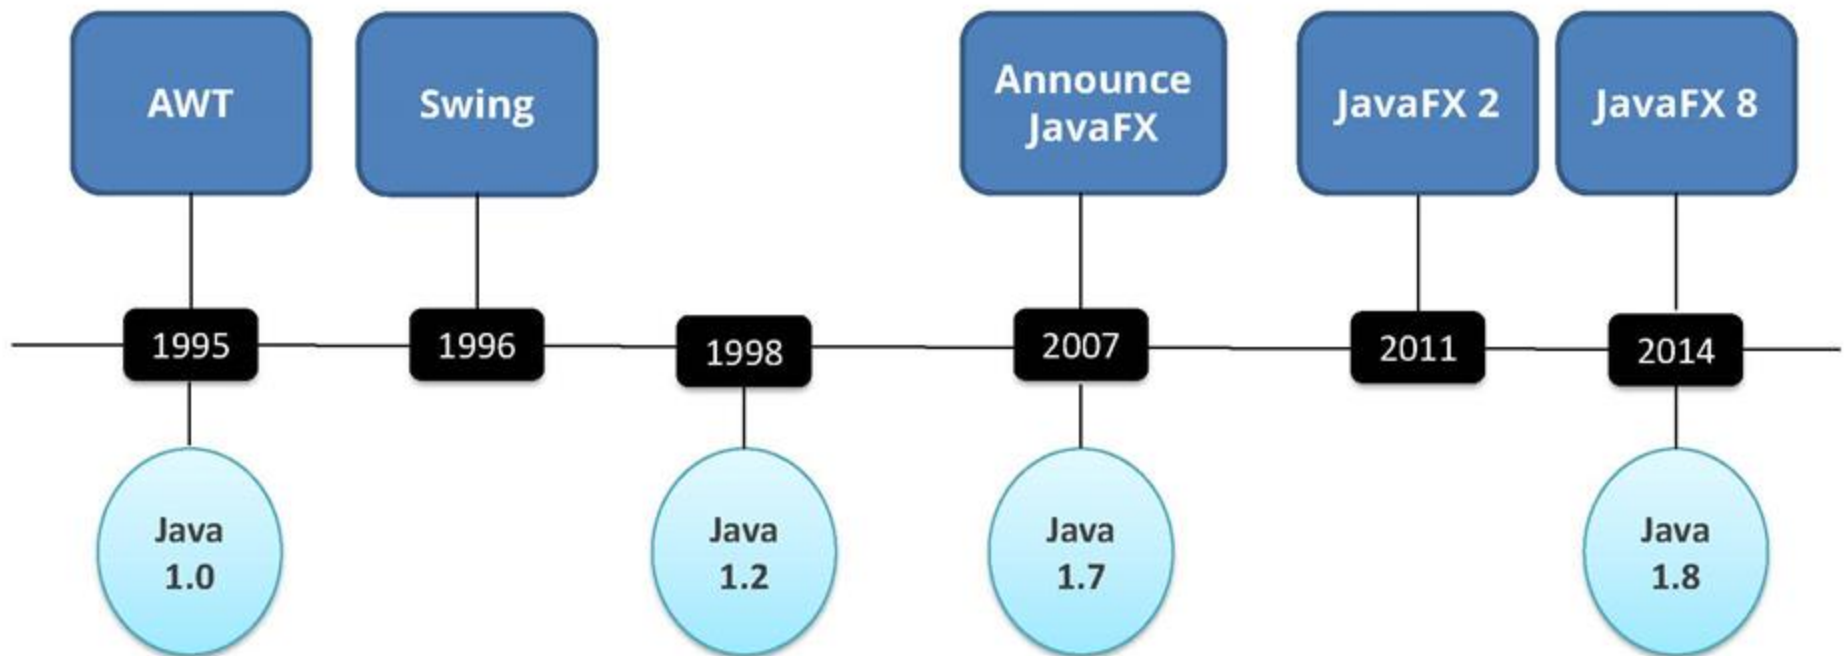 AWT
Swing
Announce
JavaFX
JavaFX 2
JavaFX 8
1995
1996
1998
2007
2011
2014
Java
1.0
Java
1.2
Java
1.7
Java
1.8